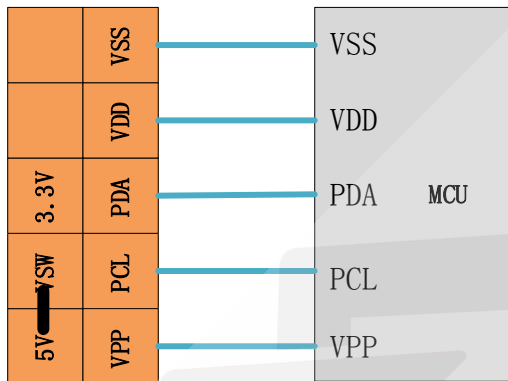 VSS VSS
VDD VDD
3.3V PDA PDA MCU
VSW PCL PCL
5V VPP VPP